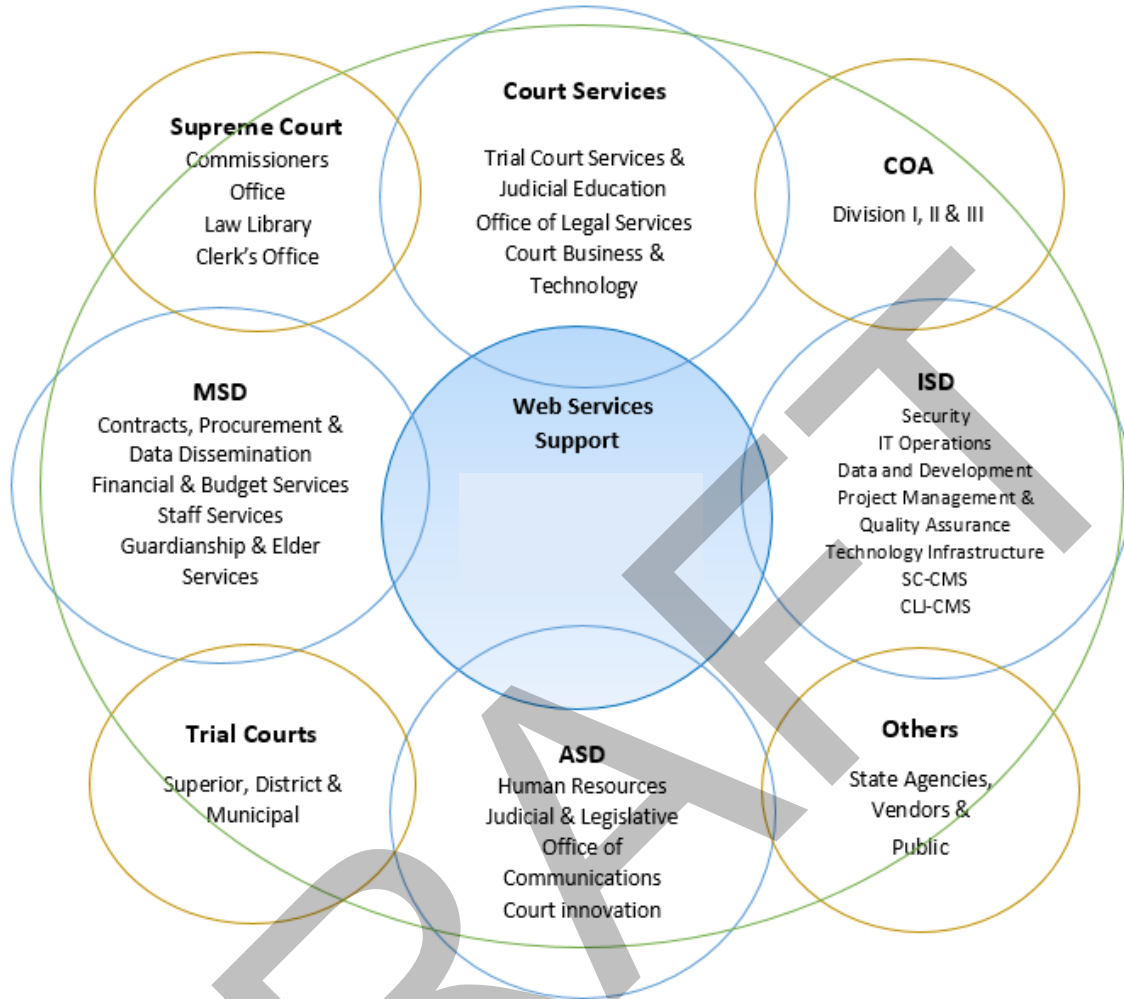 Supreme Court
Commissioners
Office
Law Library
Clerk's Office
Court Services
Trial Court Services &
Judicial Education
Office of Legal Services
Court Business &
Technology
COA
Division I, II & III
MSD
Contracts, Procurement &
Data Dissemination
Financial & Budget Services
Staff Services
Guardianship & Elder
Services
Web Services
Support
ISD
Security
IT Operations
Data and Development
Project Management &
Quality Assurance
Technology Infrastructure
SC-CMS
CLJ-CMS
Trial Courts
Superior, District &
Municipal
ASD
Human Resources
Judicial & Legislative
Office of
Communications
Court innovation
Others
State Agencies,
Vendors &
Public
RAFT